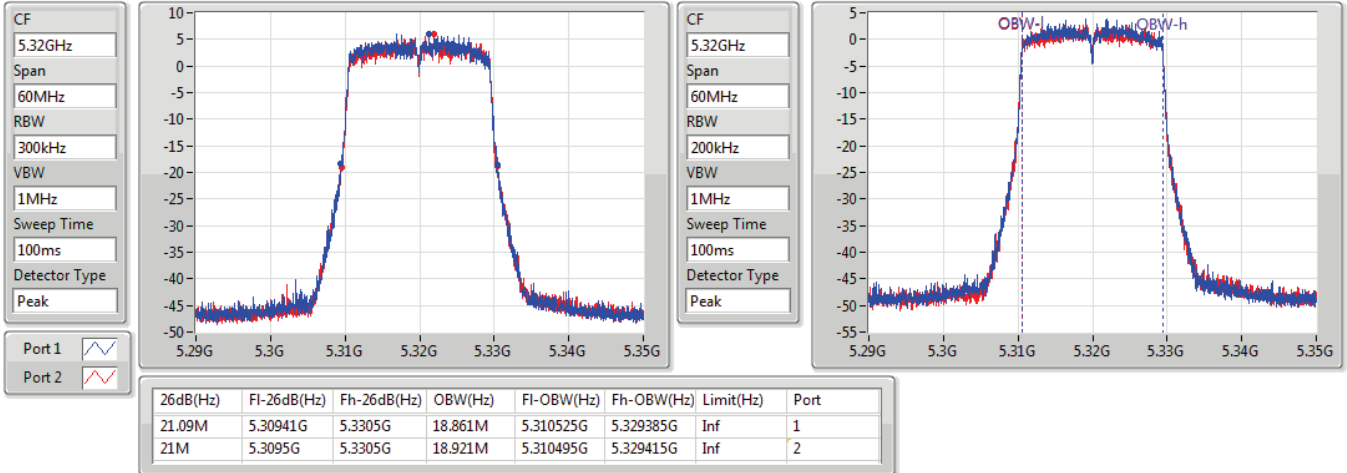 CF
5.32GHz
Span
60MHz
RBW
300kHz
VBW
1MHz
Sweep Time
100ms
Detector Type
Peak
Port 1
Port 2
10
5
0
-5
-10
-15
-20
-25
-30
-35
-40
-45
-50
5.29G 5.3G 5.31G 5.32G 5.33G 5.34G 5.35G
CF
5.32GHz
Span
60MHz
RBW
200kHz
VBW
1MHz
Sweep Time
100ms
Detector Type
Peak
OBW-l OBW-h
5
0
-5
-10
-15
-20
-25
-30
-35
-40
-45
-50
-55
5.29G 5.3G 5.31G 5.32G 5.33G 5.34G 5.35G
26dB(Hz) Fl-26dB(Hz) Fh-26dB(Hz) OBW(Hz) Fl-OBW(Hz) Fh-OBW(Hz) Limit(Hz) Port
21.09M 5.30941G 5.3305G 18.861M 5.310525G 5.329385G Inf 1
21M 5.3095G 5.3305G 18.921M 5.310495G 5.329415G Inf 2